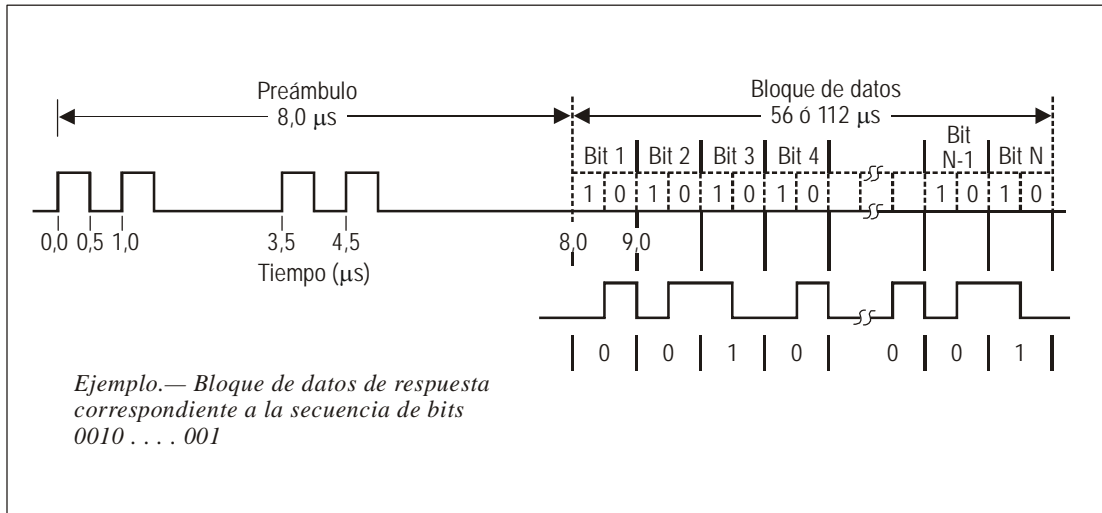 Preámbulo
8,0 µs
Bloque de datos
56 ó 112 µs
Bit 1 Bit 2 Bit 3 Bit 4 Bit N-1 Bit N
1 0 1 0 1 0 1 0 1 0 1 0
0,0 0,5 1,0 3,5 4,5 8,0 9,0
Tiempo (µs)
0 0 1 0 0 0 1
Ejemplo.— Bloque de datos de respuesta
correspondiente a la secuencia de bits
0010 . . . . 001